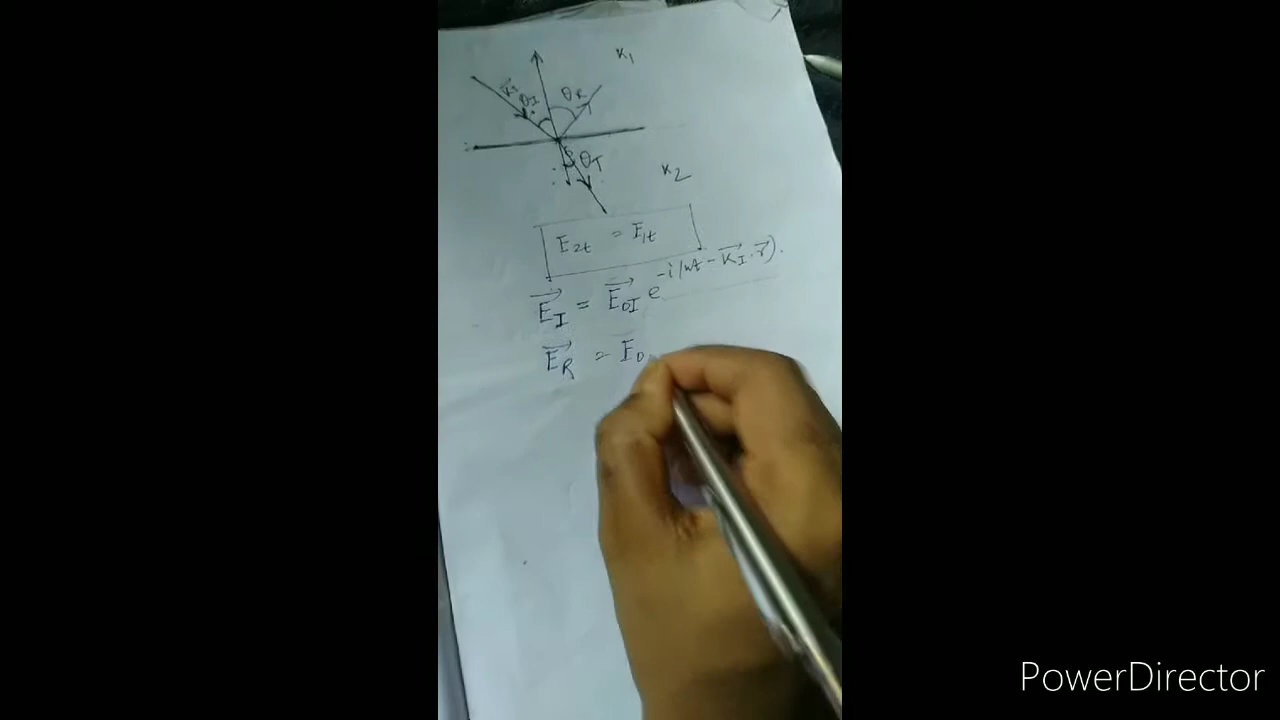 K₁
K⃗I θI θR
θT
K₂
E₂t = E₁t
E⃗I = E⃗₀I e^-i(ωt - K⃗I·r⃗).
E⃗R = E₀
PowerDirector